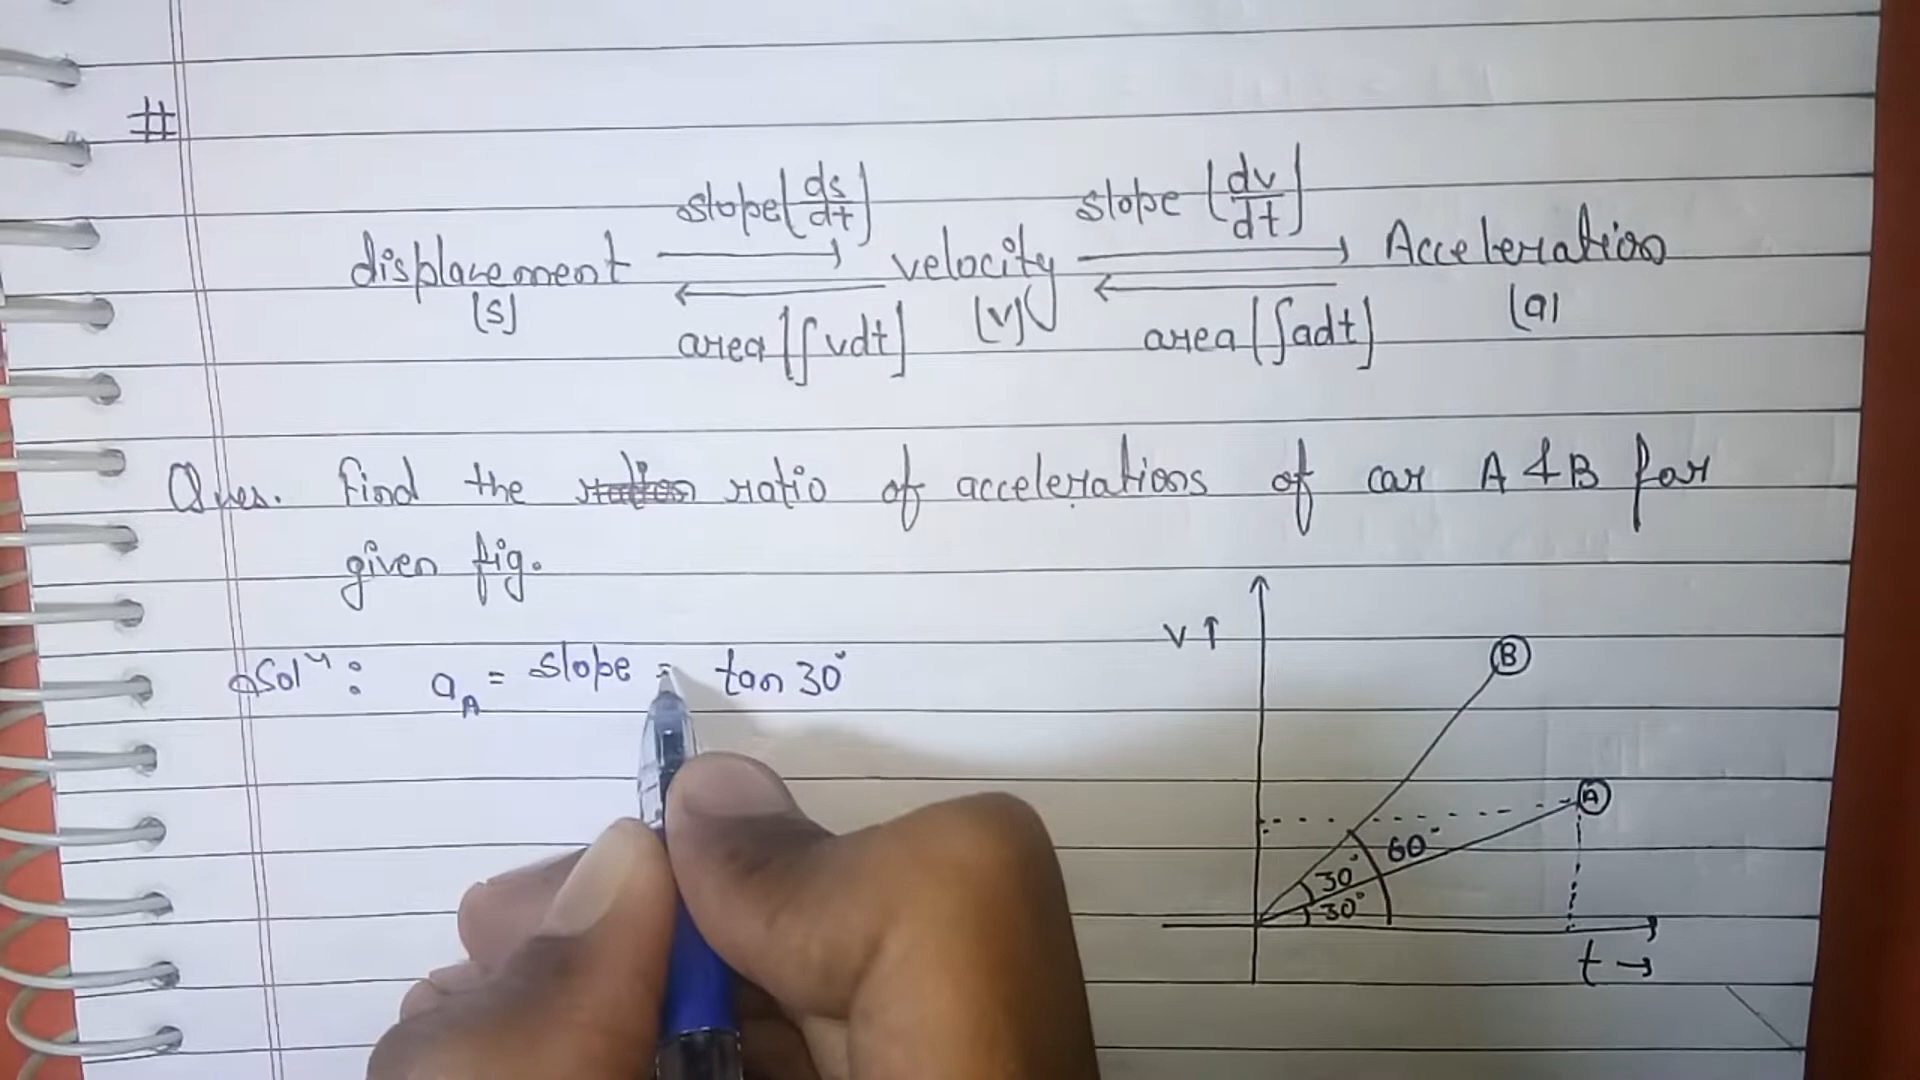 #
slope(ds/dt) slope (dv/dt)
displacement velocity Acceleration
(s) (v) (a)
area [∫vdt] area [∫adt]
Ques. Find the ratio of accelerations of car A & B for
given fig.
Solⁿ: a_A = slope = tan 30°
v↑
B
A
60°
30°
30°
t→